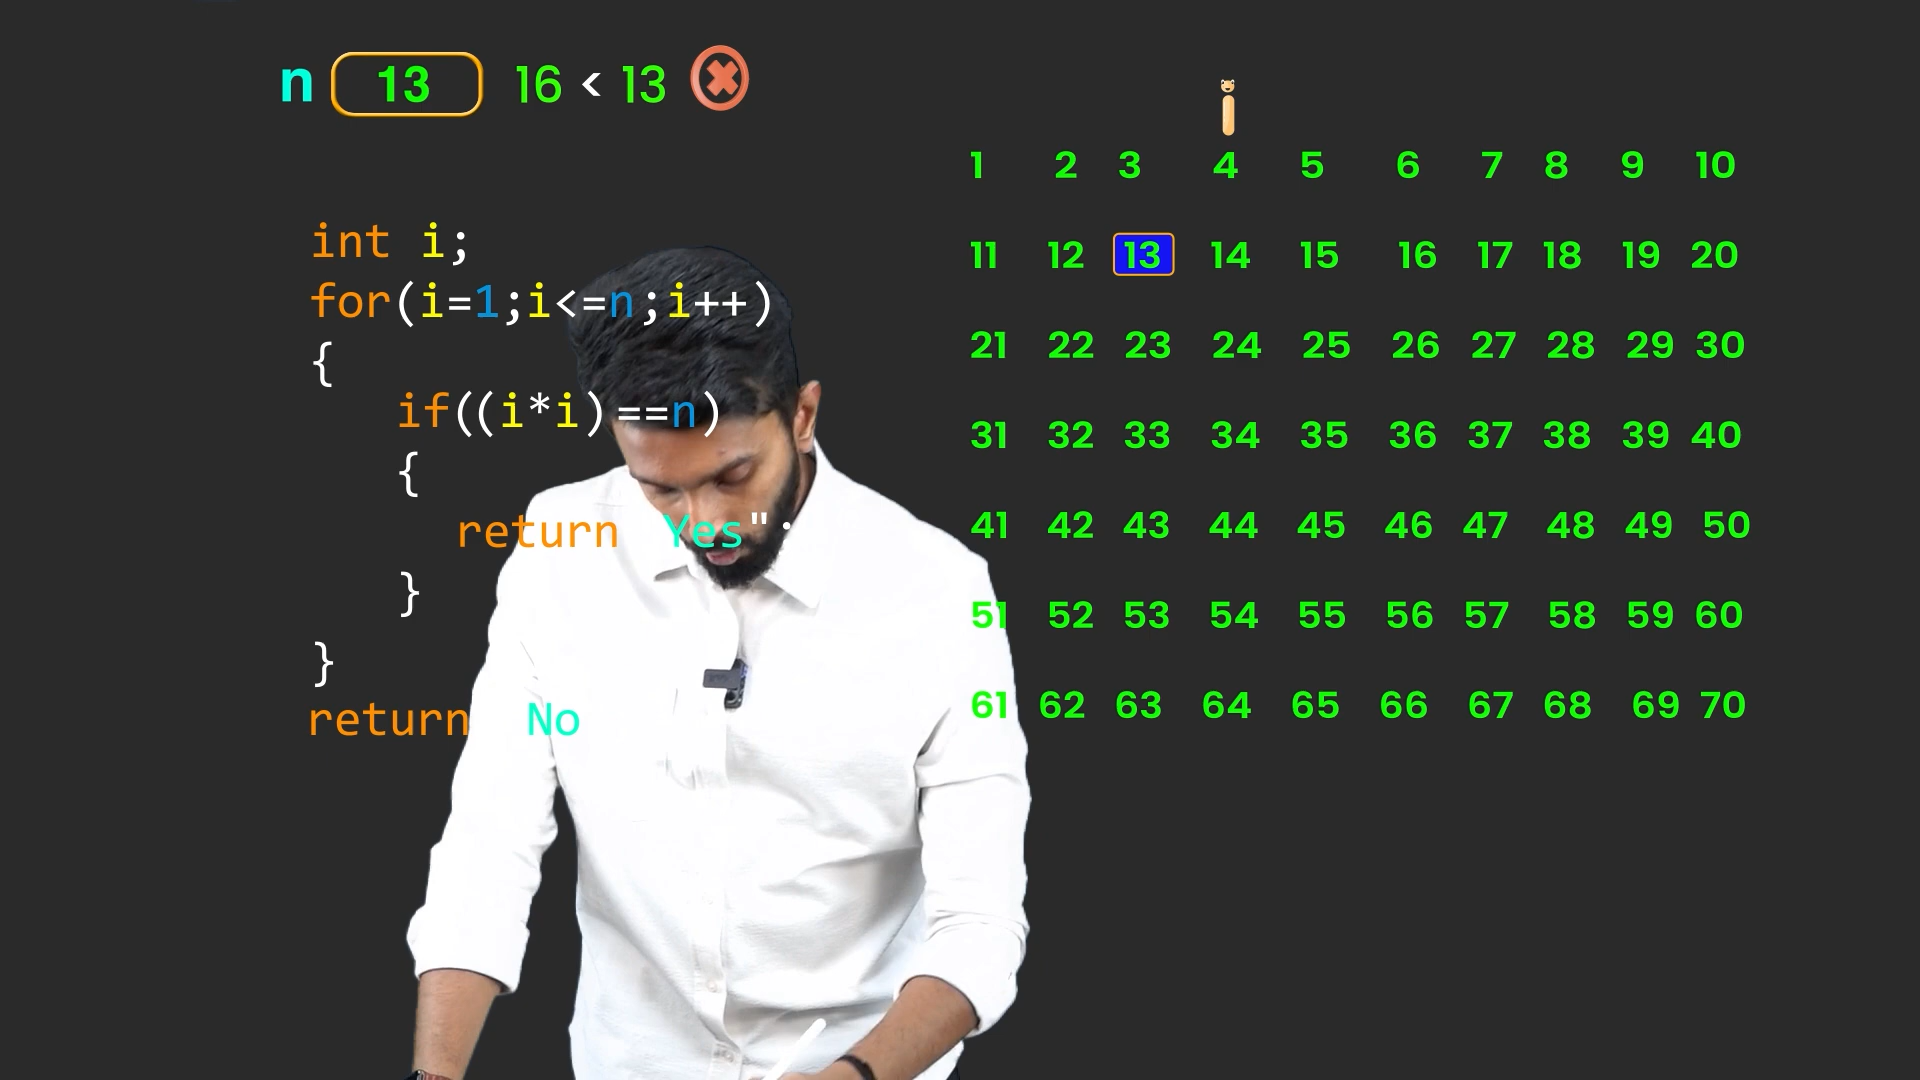 n 13 16 < 13
int i;
for(i=1;i<=n;i++)
{
if((i*i)==n)
{
return Yes";
}
}
return No
i
1 2 3 4 5 6 7 8 9 10
11 12 13 14 15 16 17 18 19 20
21 22 23 24 25 26 27 28 29 30
31 32 33 34 35 36 37 38 39 40
41 42 43 44 45 46 47 48 49 50
51 52 53 54 55 56 57 58 59 60
61 62 63 64 65 66 67 68 69 70